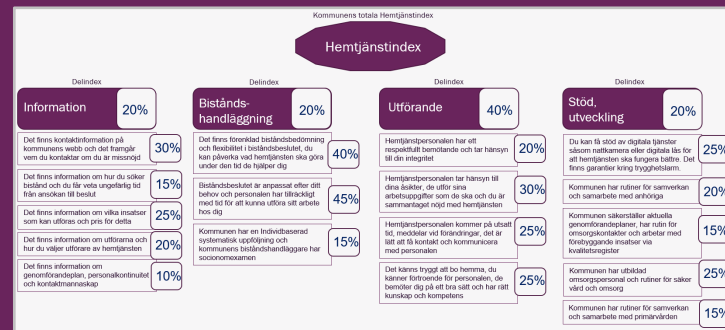 Kommunens totala Hemtjänstindex
Hemtjänstindex
Delindex
Information
20%
Det finns kontaktinformation på
kommunens webb och det framgår
vem du kontaktar om du är missnöjd
30%
Det finns information om hur du söker
bistånd och du får veta ungefärlig tid
från ansökan till beslut
15%
Det finns information om vilka insatser
som kan utföras och pris för detta
25%
Det finns information om utförarna och
hur du väljer utförare av hemtjänsten
20%
Det finns information om
genomförandeplan, personalkontinuitet
och kontaktmannaskap
10%
Delindex
Bistånds-
handläggning
20%
Det finns förenklad biståndsbedömning
och flexibilitet i biståndsbeslutet, du
kan påverka vad hemtjänsten ska göra
under den tid de hjälper dig
40%
Biståndsbeslutet är anpassat efter ditt
behov och personalen har tillräckligt
med tid för att kunna utföra sitt arbete
hos dig
45%
Kommunen har en Individbaserad
systematisk uppföljning och
kommunens biståndshandläggare har
socionomexamen
15%
Delindex
Utförande
40%
Hemtjänstpersonalen har ett
respektfullt bemötande och tar hänsyn
till din integritet
20%
Hemtjänstpersonalen tar hänsyn till
dina åsikter, de utför sina
arbetsuppgifter som de ska och du är
sammantaget nöjd med hemtjänsten
30%
Hemtjänstpersonalen kommer på utsatt
tid, meddelar vid förändringar, det är
lätt att få kontakt och kommunicera
med personalen
25%
Det känns tryggt att bo hemma, du
känner förtroende för personalen, de
bemöter dig på ett bra sätt och har rätt
kunskap och kompetens
25%
Delindex
Stöd,
utveckling
20%
Du kan få stöd av digitala tjänster
såsom nattkamera eller digitala lås för
att hemtjänsten ska fungera bättre. Det
finns garantier kring trygghetslarm.
25%
Kommunen har rutiner för samverkan
och samarbete med anhöriga
20%
Kommunen säkerställer aktuella
genomförandeplaner, har rutin för
omsorgskontakter och arbetar med
förebyggande insatser via
kvalitetsregister
15%
Kommunen har utbildad
omsorgspersonal och rutiner för säker
vård och omsorg
25%
Kommunen har rutiner för samverkan
och samarbete med primärvården
15%